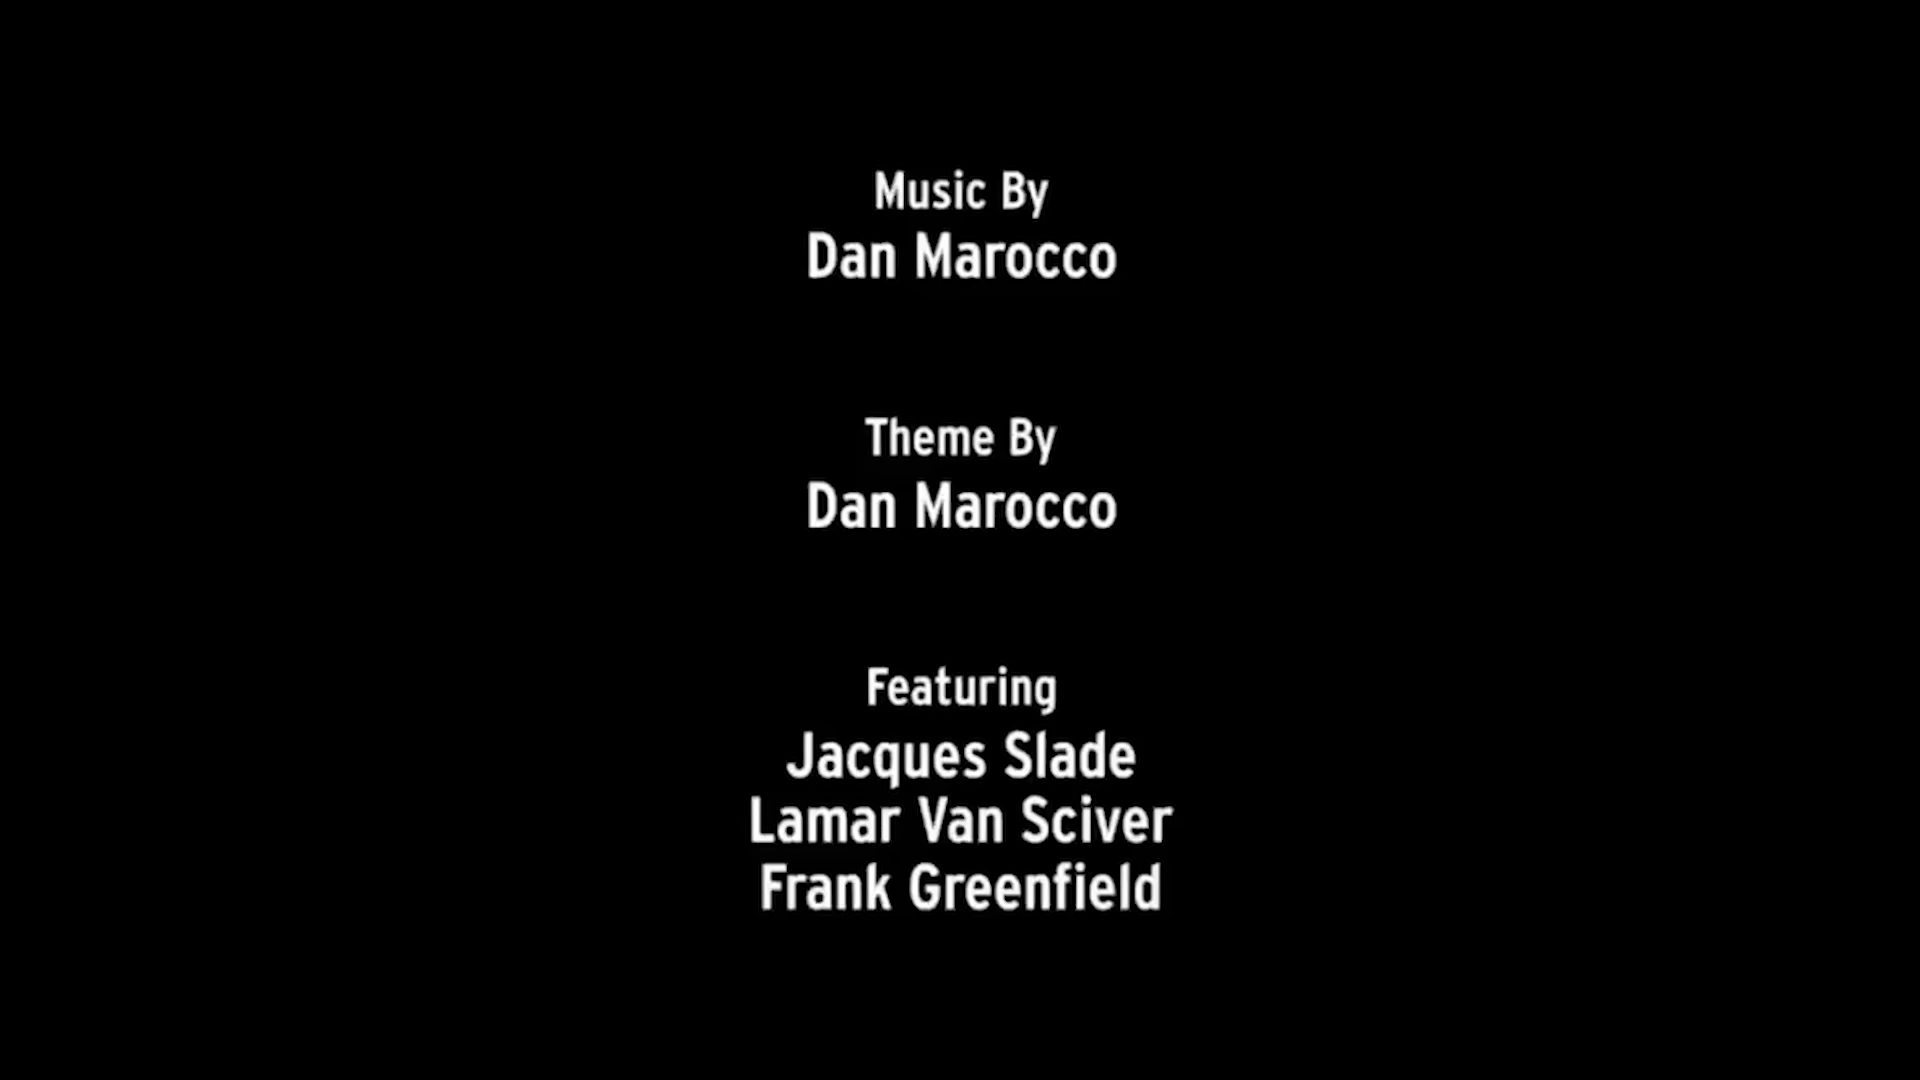 Music By
Dan Marocco
Theme By
Dan Marocco
Featuring
Jacques Slade
Lamar Van Sciver
Frank Greenfield